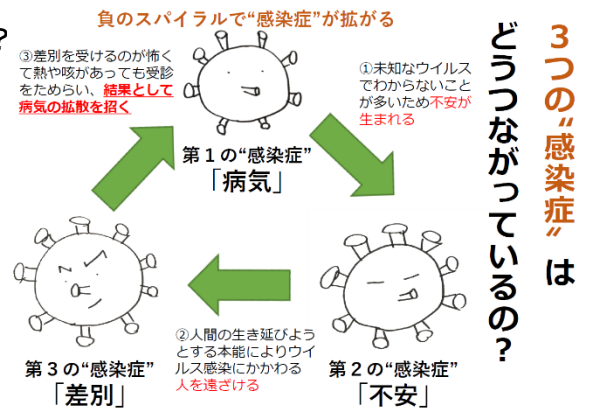 ３つの“感染症”は
どうつながっているの？
?
負のスパイラルで“感染症”が拡がる
①未知なウイルス
でわからないこと
が多いため不安が
生まれる
③差別を受けるのが怖く
て熱や咳があっても受診
をためらい、結果として
病気の拡散を招く
第１の“感染症”
「病気」
②人間の生き延びよう
とする本能によりウイ
ルス感染にかかわる
人を遠ざける
第２の“感染症”
「不安」
第３の“感染症”
「差別」